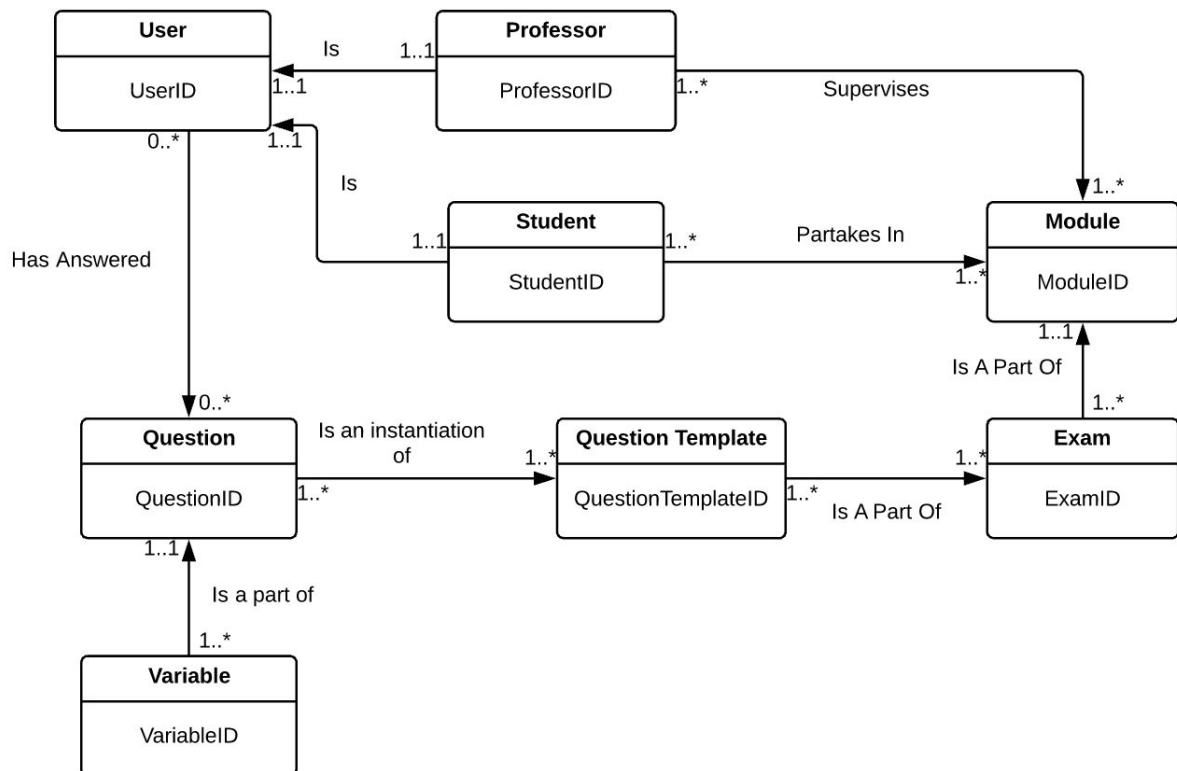 User
UserID
Is
1..1
1..1
Professor
ProfessorID
1..*
Supervises
1..*
0..*
1..1
Is
1..1
Student
StudentID
1..*
Partakes In
1..*
Module
ModuleID
1..1
Has Answered
Is A Part Of
0..*
1..*
Question
QuestionID
1..*
Is an instantiation
of
1..*
Question Template
QuestionTemplateID
1..*
Is A Part Of
1..*
Exam
ExamID
1..1
Is a part of
1..*
Variable
VariableID